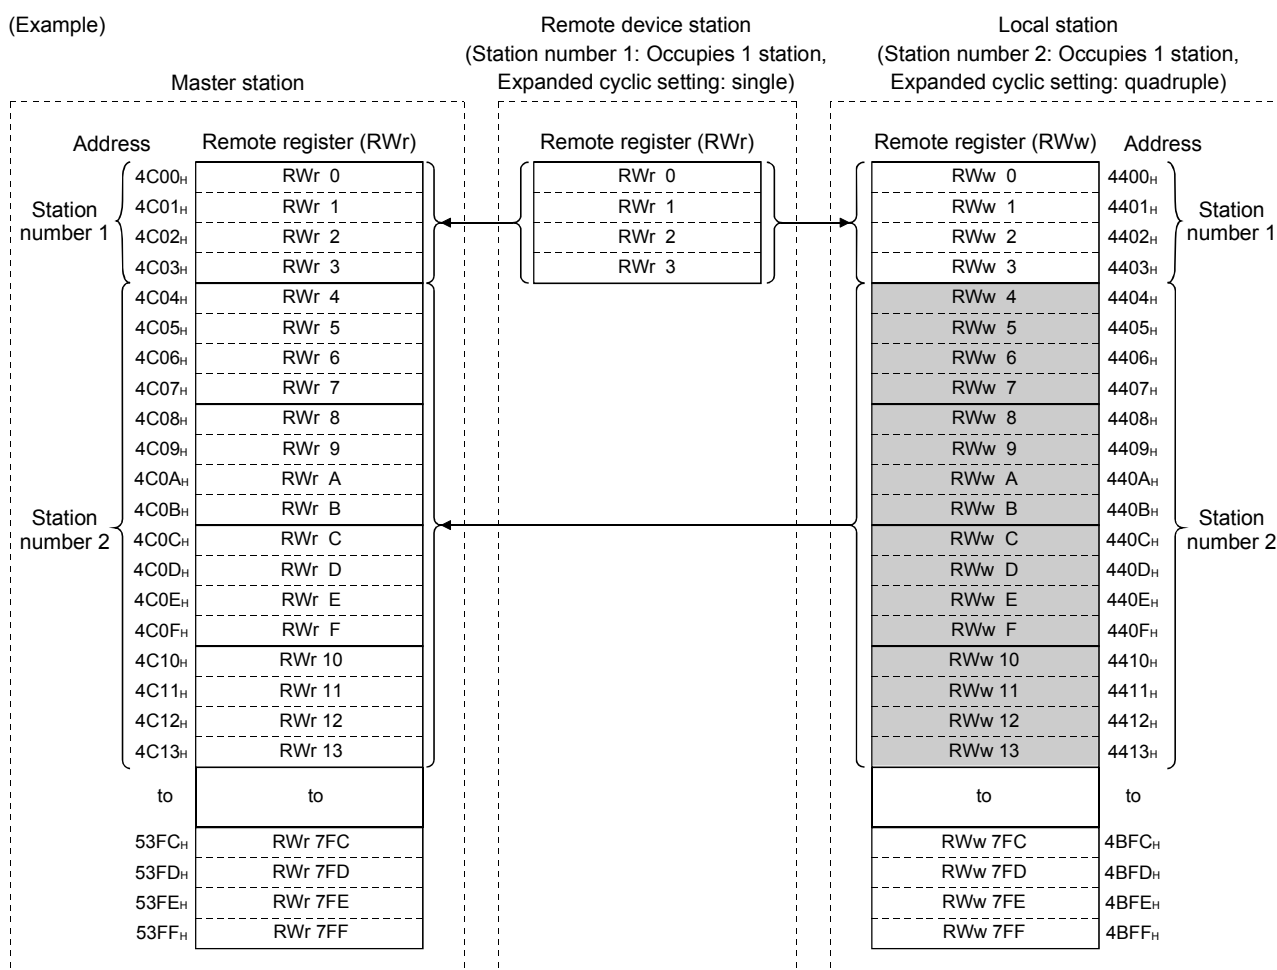 (Example)
Remote device station
(Station number 1: Occupies 1 station,
Expanded cyclic setting: single)
Local station
(Station number 2: Occupies 1 station,
Expanded cyclic setting: quadruple)
Master station
Address Remote register (RWr) Remote register (RWr) Remote register (RWw) Address
4C00H RWr 0 RWr 0 RWw 0 4400H
Station number 1 4C01H RWr 1 RWr 1 RWw 1 4401H Station number 1
4C02H RWr 2 RWr 2 RWw 2 4402H
4C03H RWr 3 RWr 3 RWw 3 4403H
4C04H RWr 4 RWw 4 4404H
4C05H RWr 5 RWw 5 4405H
4C06H RWr 6 RWw 6 4406H
4C07H RWr 7 RWw 7 4407H
4C08H RWr 8 RWw 8 4408H
4C09H RWr 9 RWw 9 4409H
4C0AH RWr A RWw A 440AH
4C0BH RWr B RWw B 440BH
Station number 2 4C0CH RWr C RWw C 440CH Station number 2
4C0DH RWr D RWw D 440DH
4C0EH RWr E RWw E 440EH
4C0FH RWr F RWw F 440FH
4C10H RWr 10 RWw 10 4410H
4C11H RWr 11 RWw 11 4411H
4C12H RWr 12 RWw 12 4412H
4C13H RWr 13 RWw 13 4413H
to to to to
53FCH RWr 7FC RWw 7FC 4BFCH
53FDH RWr 7FD RWw 7FD 4BFDH
53FEH RWr 7FE RWw 7FE 4BFEH
53FFH RWr 7FF RWw 7FF 4BFFH